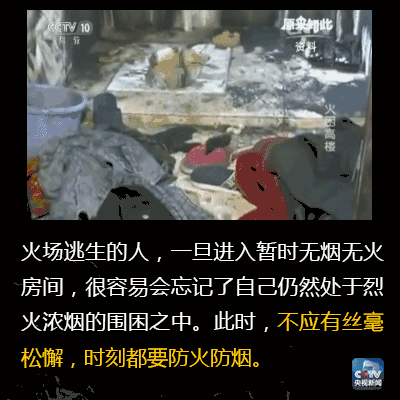 CCTV 10
科教
原来如此
资料
火困高楼
火场逃生的人，一旦进入暂时无烟无火
房间，很容易会忘记了自己仍然处于烈
火浓烟的围困之中。此时，不应有丝毫
松懈，时刻都要防火防烟。
CCTV
央视新闻